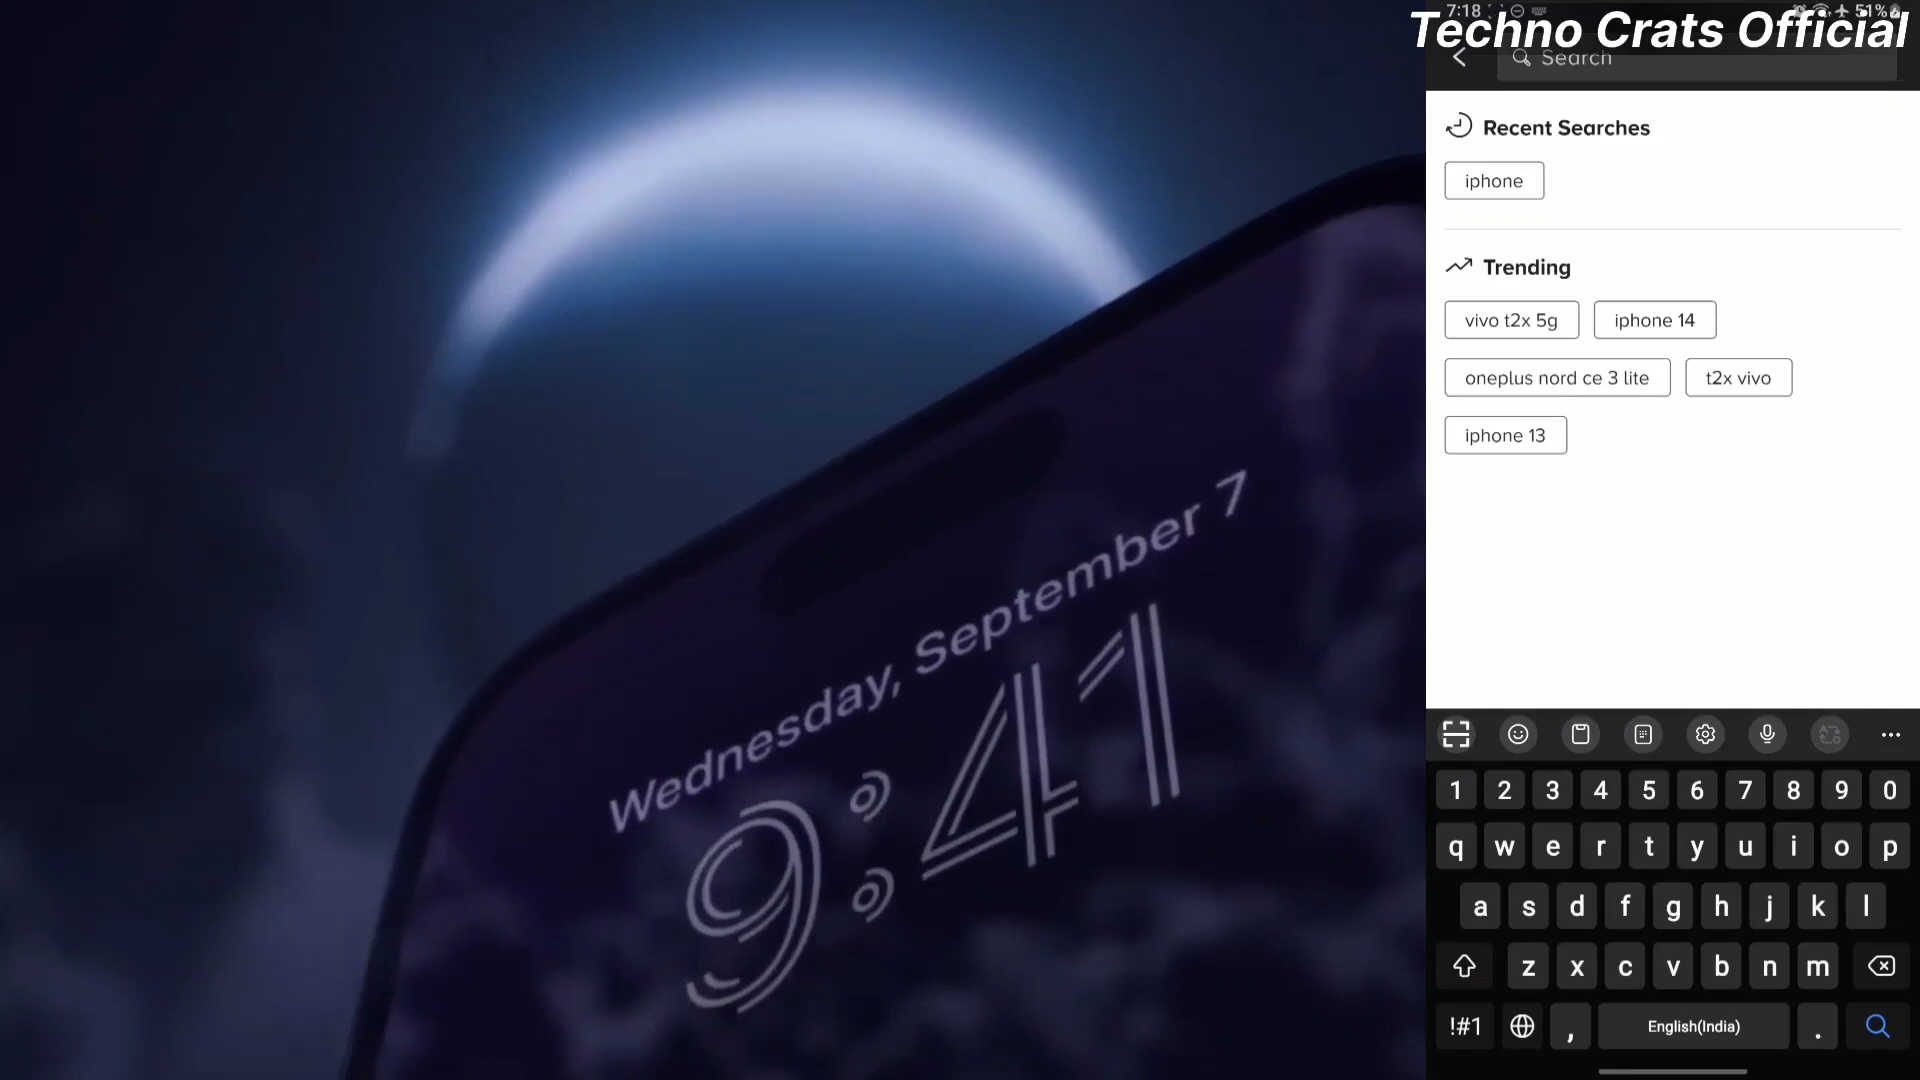 Techno Crats Official
7:18
51%
Search
Recent Searches
iphone
Trending
vivo t2x 5g
iphone 14
oneplus nord ce 3 lite
t2x vivo
iphone 13
Wednesday, September 7
9:41
1 2 3 4 5 6 7 8 9 0
q w e r t y u i o p
a s d f g h j k l
z x c v b n m
!#1 , English(India) .